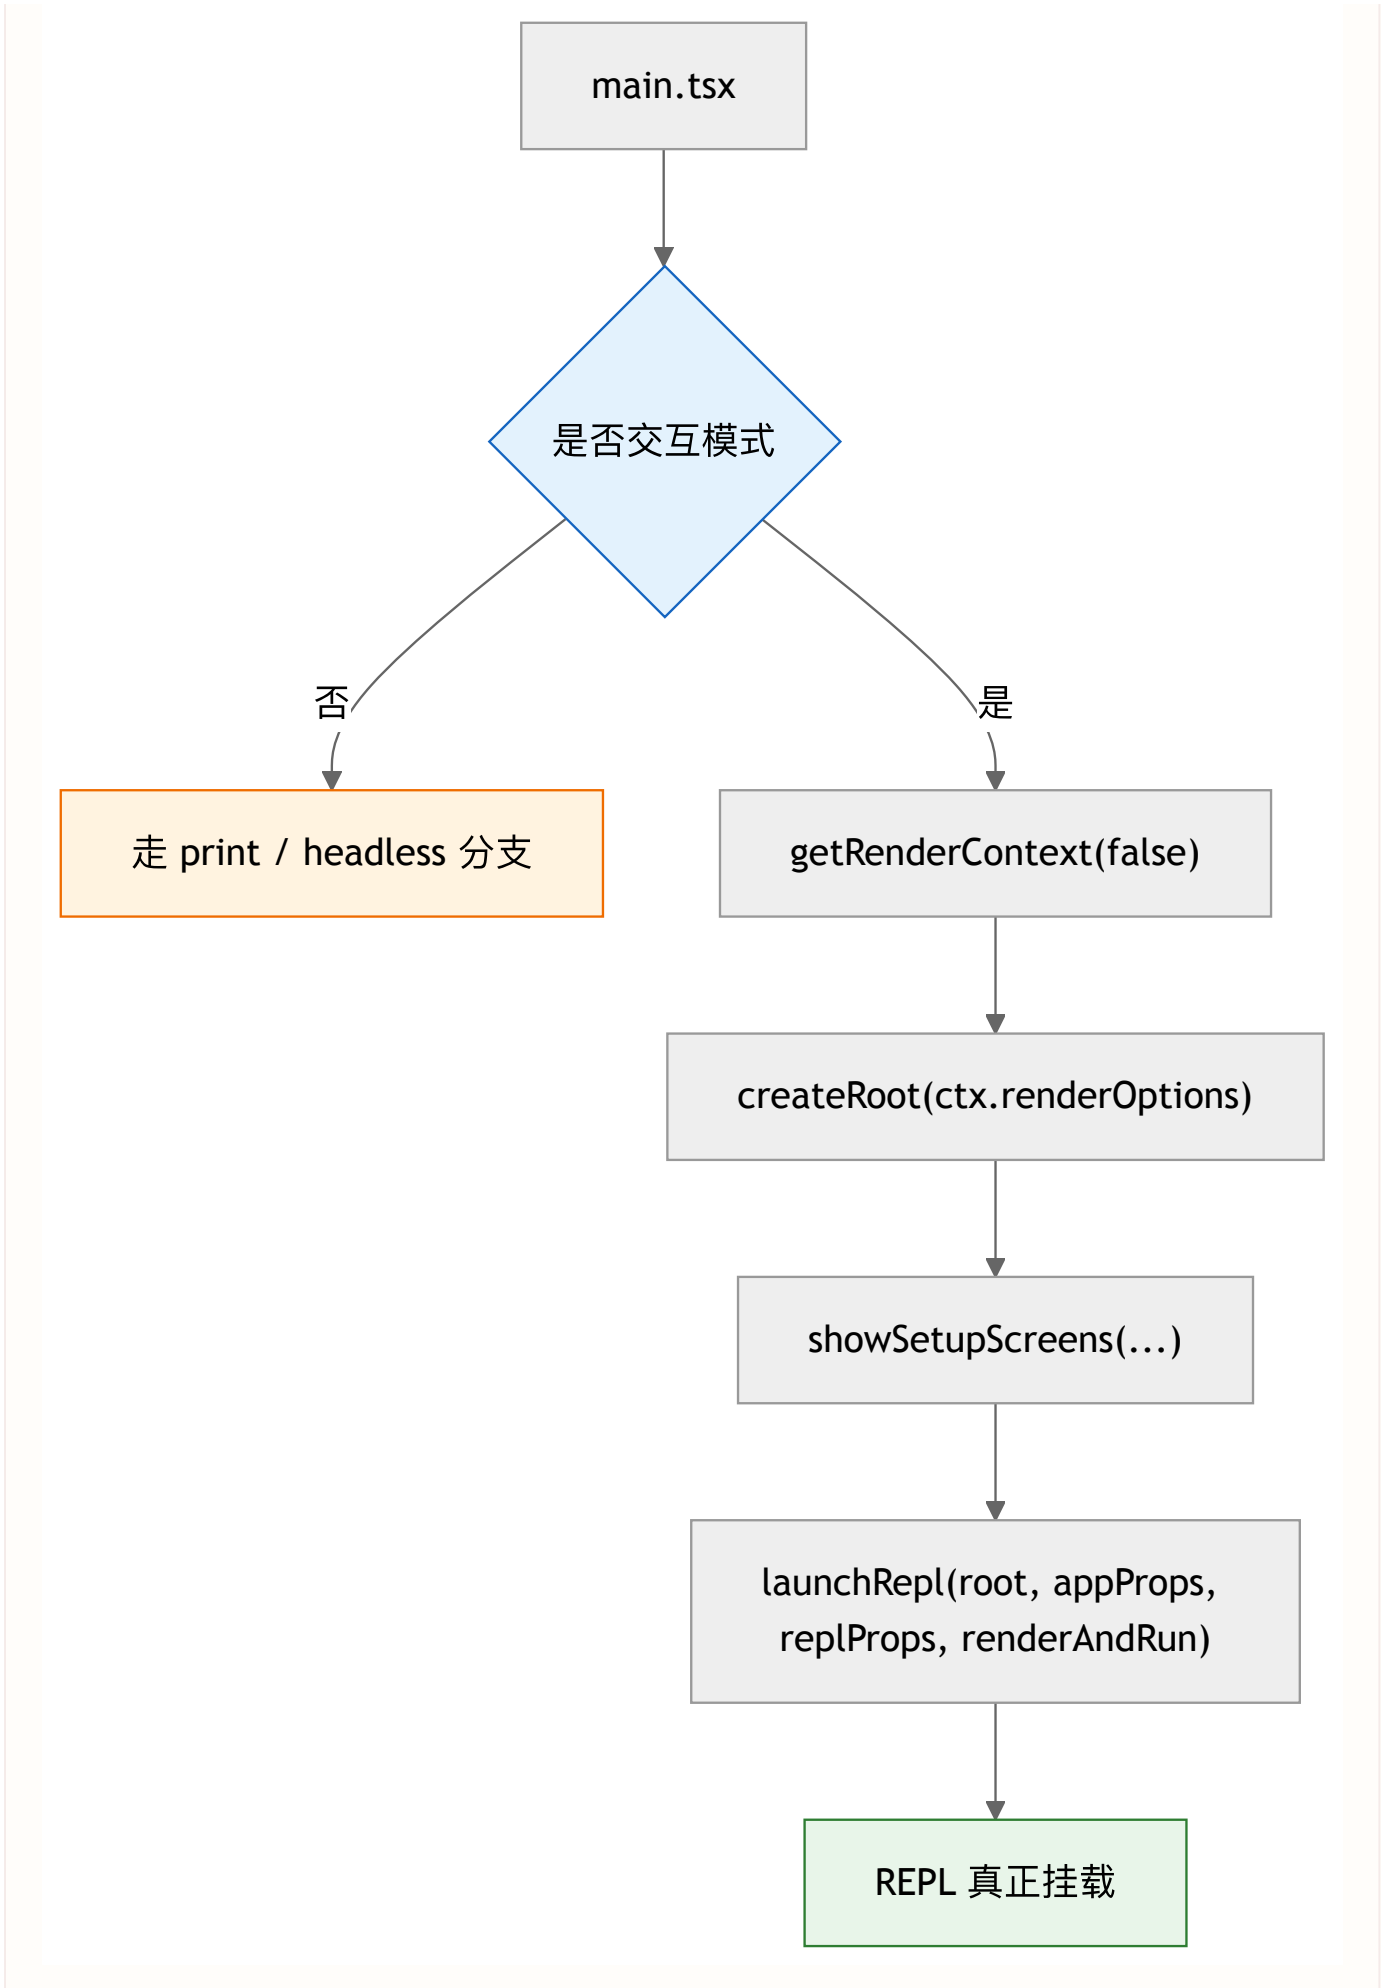 main.tsx
是否交互模式
否
是
走 print / headless 分支
getRenderContext(false)
createRoot(ctx.renderOptions)
showSetupScreens(...)
launchRepl(root, appProps,
replProps, renderAndRun)
REPL 真正挂载